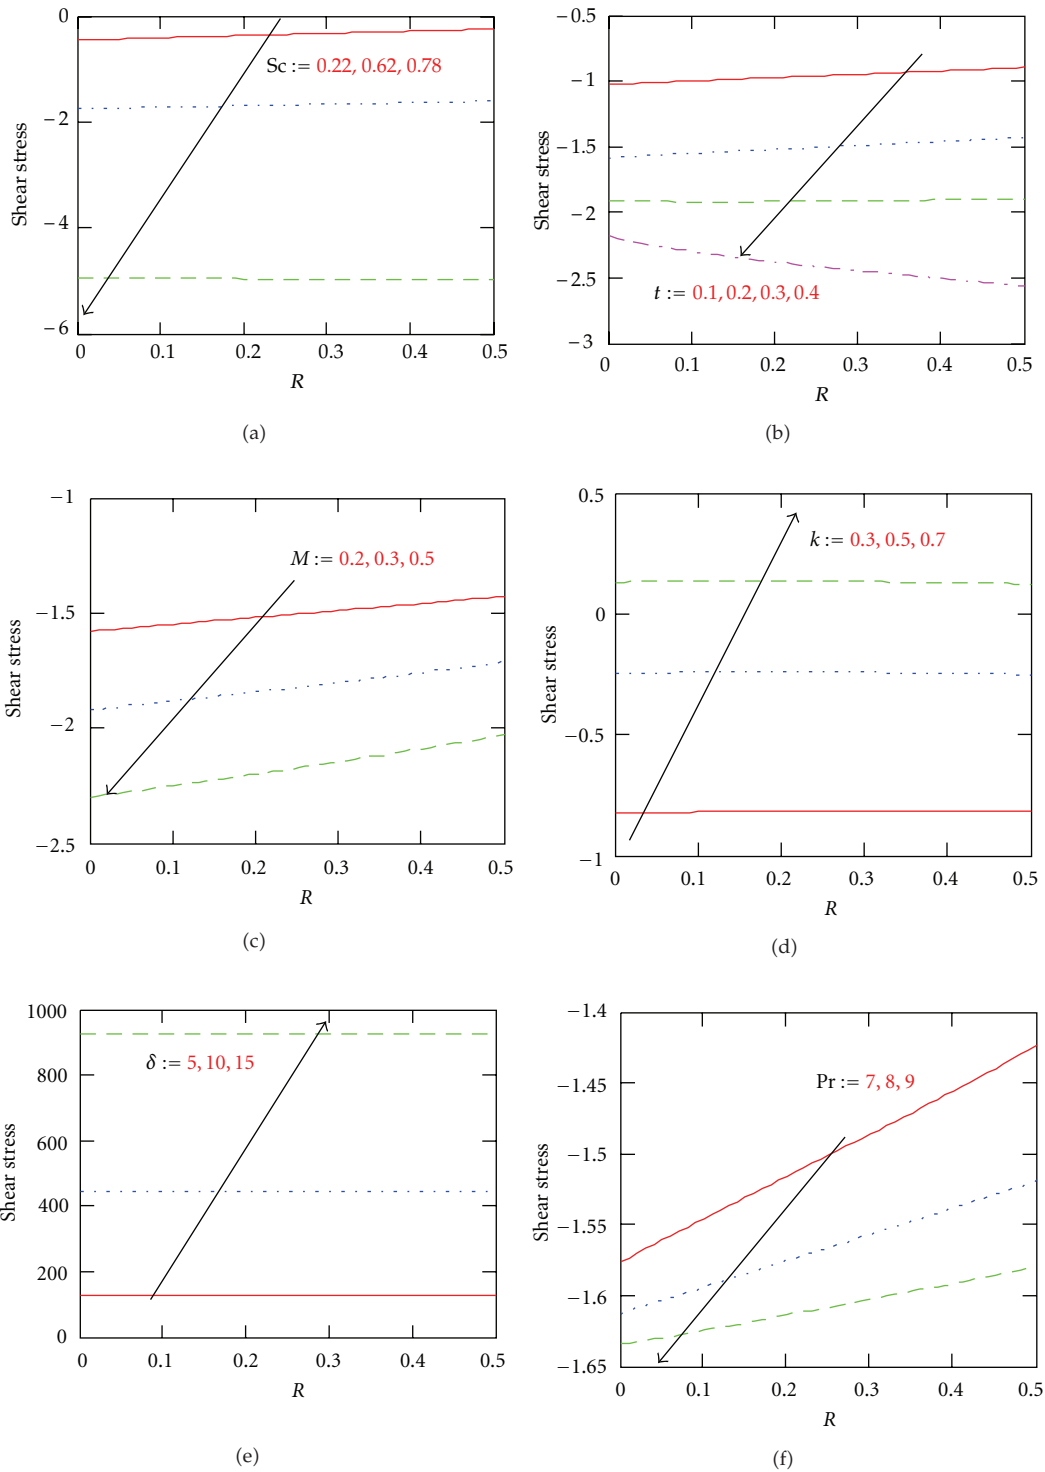 0
−2
−4
−6
Shear stress
Sc := 0.22, 0.62, 0.78
0 0.1 0.2 0.3 0.4 0.5
R
(a)
−0.5
−1
−1.5
−2
−2.5
−3
Shear stress
t := 0.1, 0.2, 0.3, 0.4
0 0.1 0.2 0.3 0.4 0.5
R
(b)
−1
−1.5
−2
−2.5
Shear stress
M := 0.2, 0.3, 0.5
0 0.1 0.2 0.3 0.4 0.5
R
(c)
0.5
0
−0.5
−1
Shear stress
k := 0.3, 0.5, 0.7
0 0.1 0.2 0.3 0.4 0.5
R
(d)
1000
800
600
400
200
0
Shear stress
δ := 5, 10, 15
0 0.1 0.2 0.3 0.4 0.5
R
(e)
−1.4
−1.45
−1.5
−1.55
−1.6
−1.65
Shear stress
Pr := 7, 8, 9
0 0.1 0.2 0.3 0.4 0.5
R
(f)